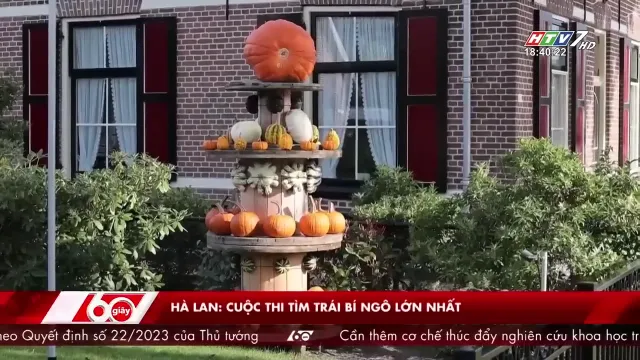 HTV7 HD
18:40:22
60 giây
HÀ LAN: CUỘC THI TÌM TRÁI BÍ NGÔ LỚN NHẤT
heo Quyết định số 22/2023 của Thủ tướng 60 Cần thêm cơ chế thúc đẩy nghiên cứu khoa học